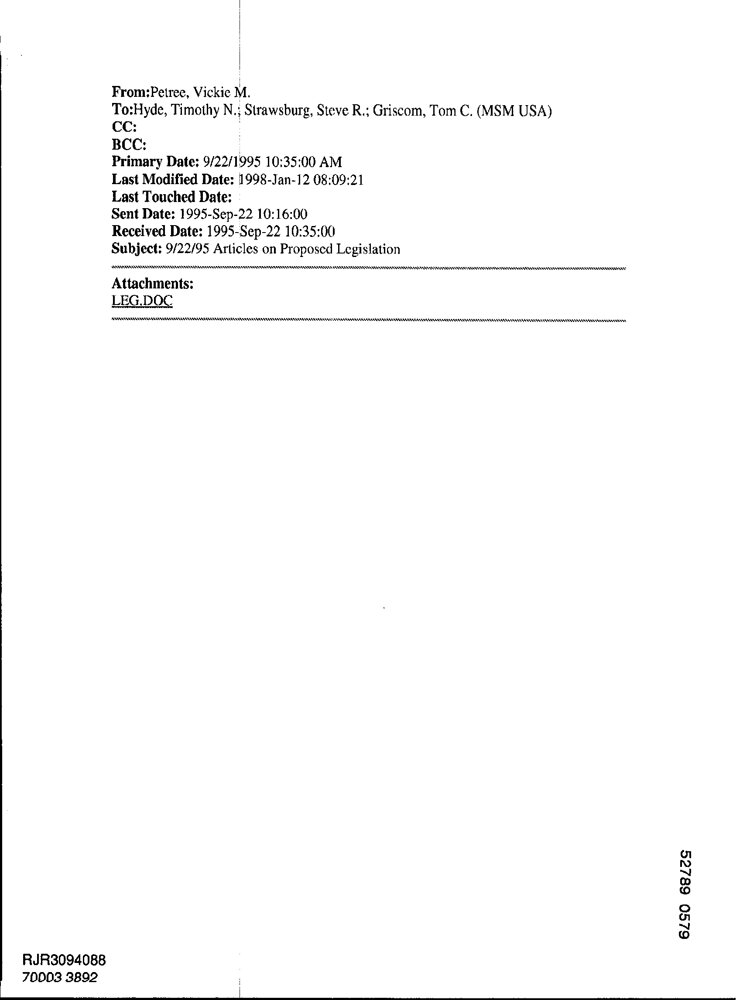 From:Petree, Vickie M.
To:Hyde, Timothy N.; Strawsburg, Steve R.; Griscom, Tom C. (MSM USA)
CC:
BCC:
Primary Date: 9/22/1995 10:35:00 AM
Last Modified Date: 1998-Jan-12 08:09:21
Last Touched Date:
Sent Date: 1995-Sep-22 10:16:00
Received Date: 1995-Sep-22 10:35:00
Subject: 9/22/95 Articles on Proposed Legislation
Attachments:
LEG.DOC
52789 0579
RJR3094088
70003 3892